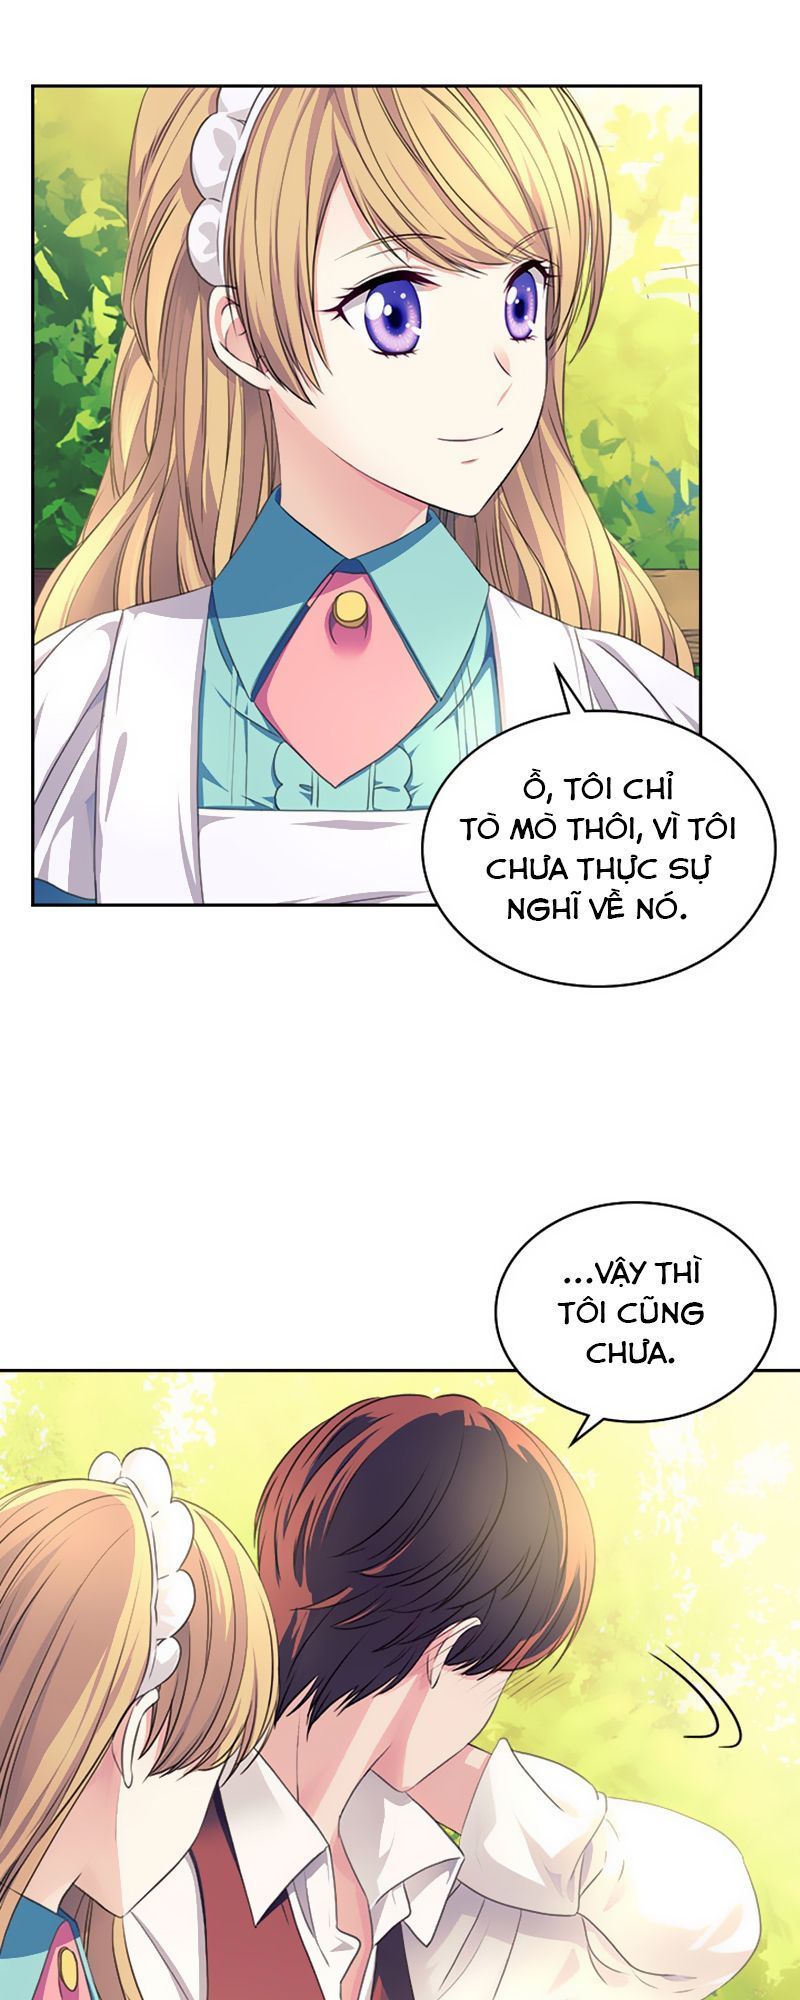 Ồ, TÔI CHỈ
TÒ MÒ THÔI, VÌ TÔI
CHƯA THỰC SỰ
NGHĨ VỀ NÓ.
...VẬY THÌ
TÔI CŨNG
CHƯA.